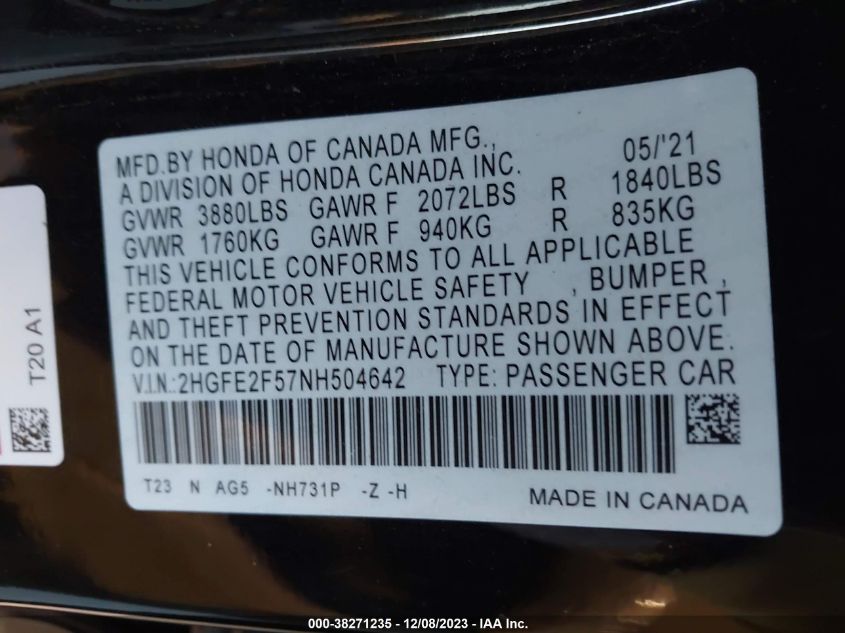 MFD.BY HONDA OF CANADA MFG., 05/'21
A DIVISION OF HONDA CANADA INC.
GVWR 3880LBS GAWR F 2072LBS R 1840LBS
GVWR 1760KG GAWR F 940KG R 835KG
THIS VEHICLE CONFORMS TO ALL APPLICABLE
FEDERAL MOTOR VEHICLE SAFETY , BUMPER ,
AND THEFT PREVENTION STANDARDS IN EFFECT
ON THE DATE OF MANUFACTURE SHOWN ABOVE.
V.I.N.:2HGFE2F57NH504642 TYPE: PASSENGER CAR
T23 N AG5 -NH731P -Z -H
MADE IN CANADA
T20 A1
000-38271235 - 12/08/2023 - IAA Inc.